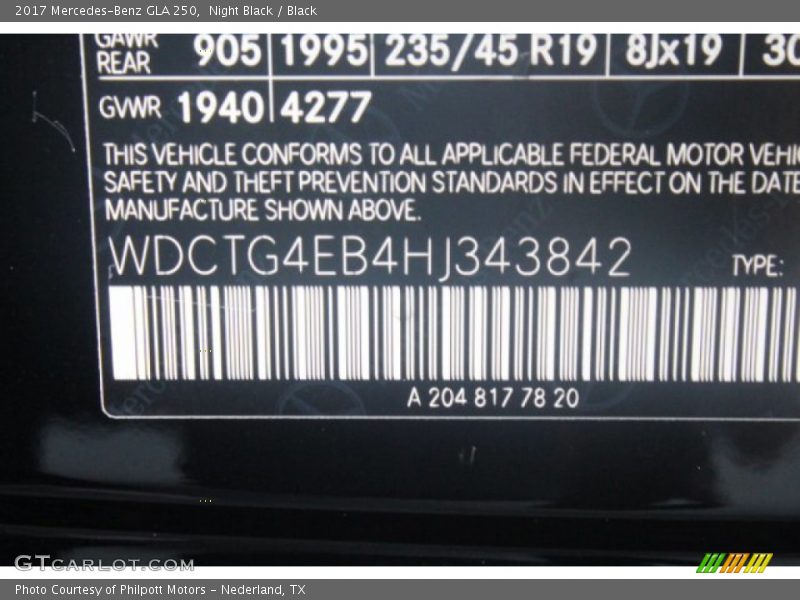 2017 Mercedes-Benz GLA 250,  Night Black / Black
GAWR
REAR 905 1995 235/45 R19 8Jx19 30
GVWR 1940 4277
THIS VEHICLE CONFORMS TO ALL APPLICABLE FEDERAL MOTOR VEHI
SAFETY AND THEFT PREVENTION STANDARDS IN EFFECT ON THE DATE
MANUFACTURE SHOWN ABOVE.
WDCTG4EB4HJ343842 TYPE:
A 204 817 78 20
GTCARLOT.COM
Photo Courtesy of Philpott Motors - Nederland, TX